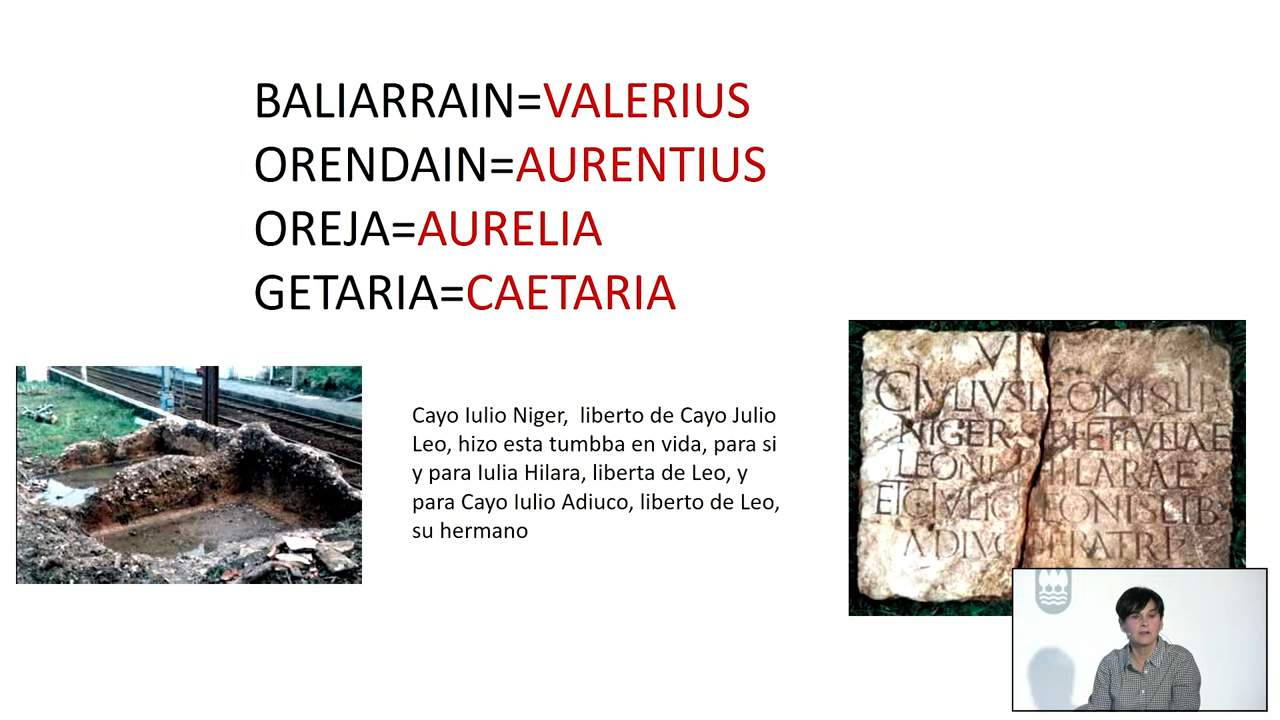 BALIARRAIN=VALERIUS
ORENDAIN=AURENTIUS
OREJA=AURELIA
GETARIA=CAETARIA
Cayo Iulio Niger, liberto de Cayo Julio
Leo, hizo esta tumbba en vida, para si
y para Iulia Hilara, liberta de Leo, y
para Cayo Iulio Adiuco, liberto de Leo,
su hermano
NIGER
HILARAE